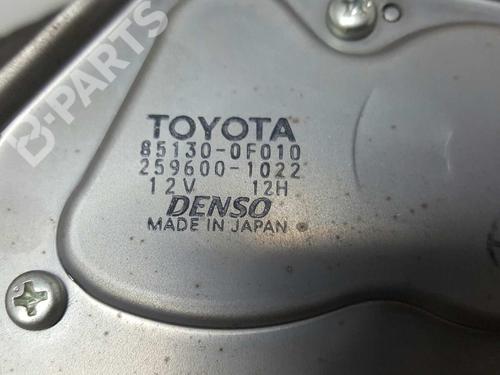 B-PARTS
TOYOTA
85130-0F010
259600-1022
12V 12H
DENSO
MADE IN JAPAN